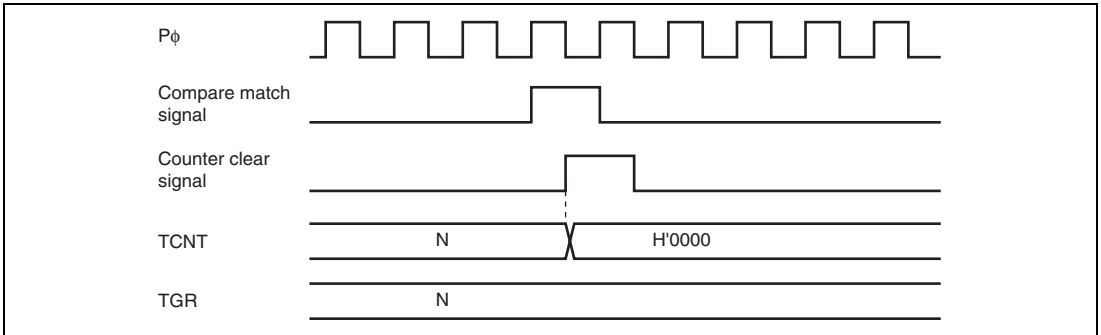 Pφ
Compare match
signal
Counter clear
signal
TCNT
N
H'0000
TGR
N